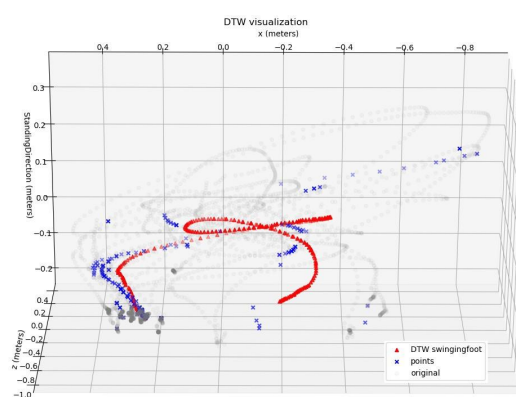 DTW visualization
x (meters)
0.4 0.2 0.0 −0.2 −0.4 −0.6 −0.8
StandingDirection (meters)
0.3
0.2
0.1
0.0
−0.1
−0.2
0.4
0.2
0.0
−0.2
−0.4
−0.6
−0.8
−1.0
z (meters)
DTW swingingfoot
points
original